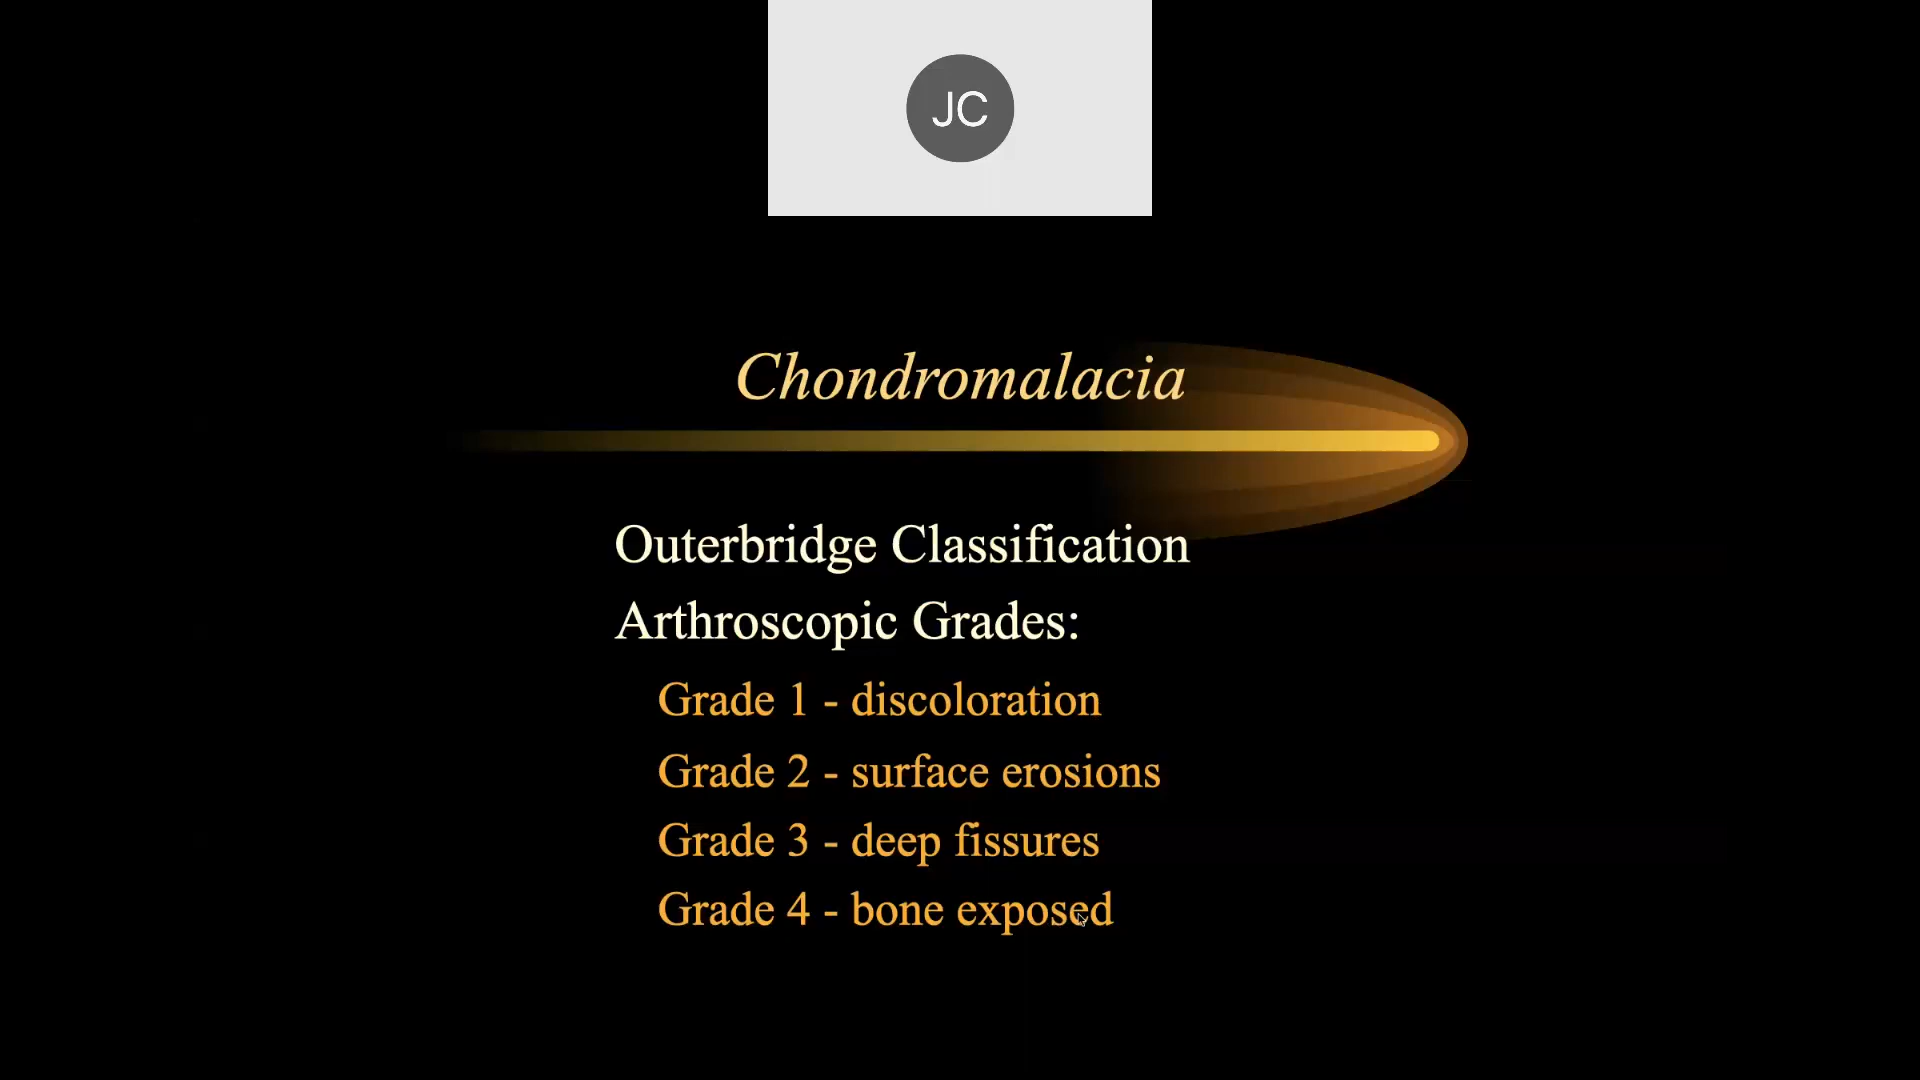 JC
Chondromalacia
Outerbridge Classification
Arthroscopic Grades:
Grade 1 - discoloration
Grade 2 - surface erosions
Grade 3 - deep fissures
Grade 4 - bone exposed